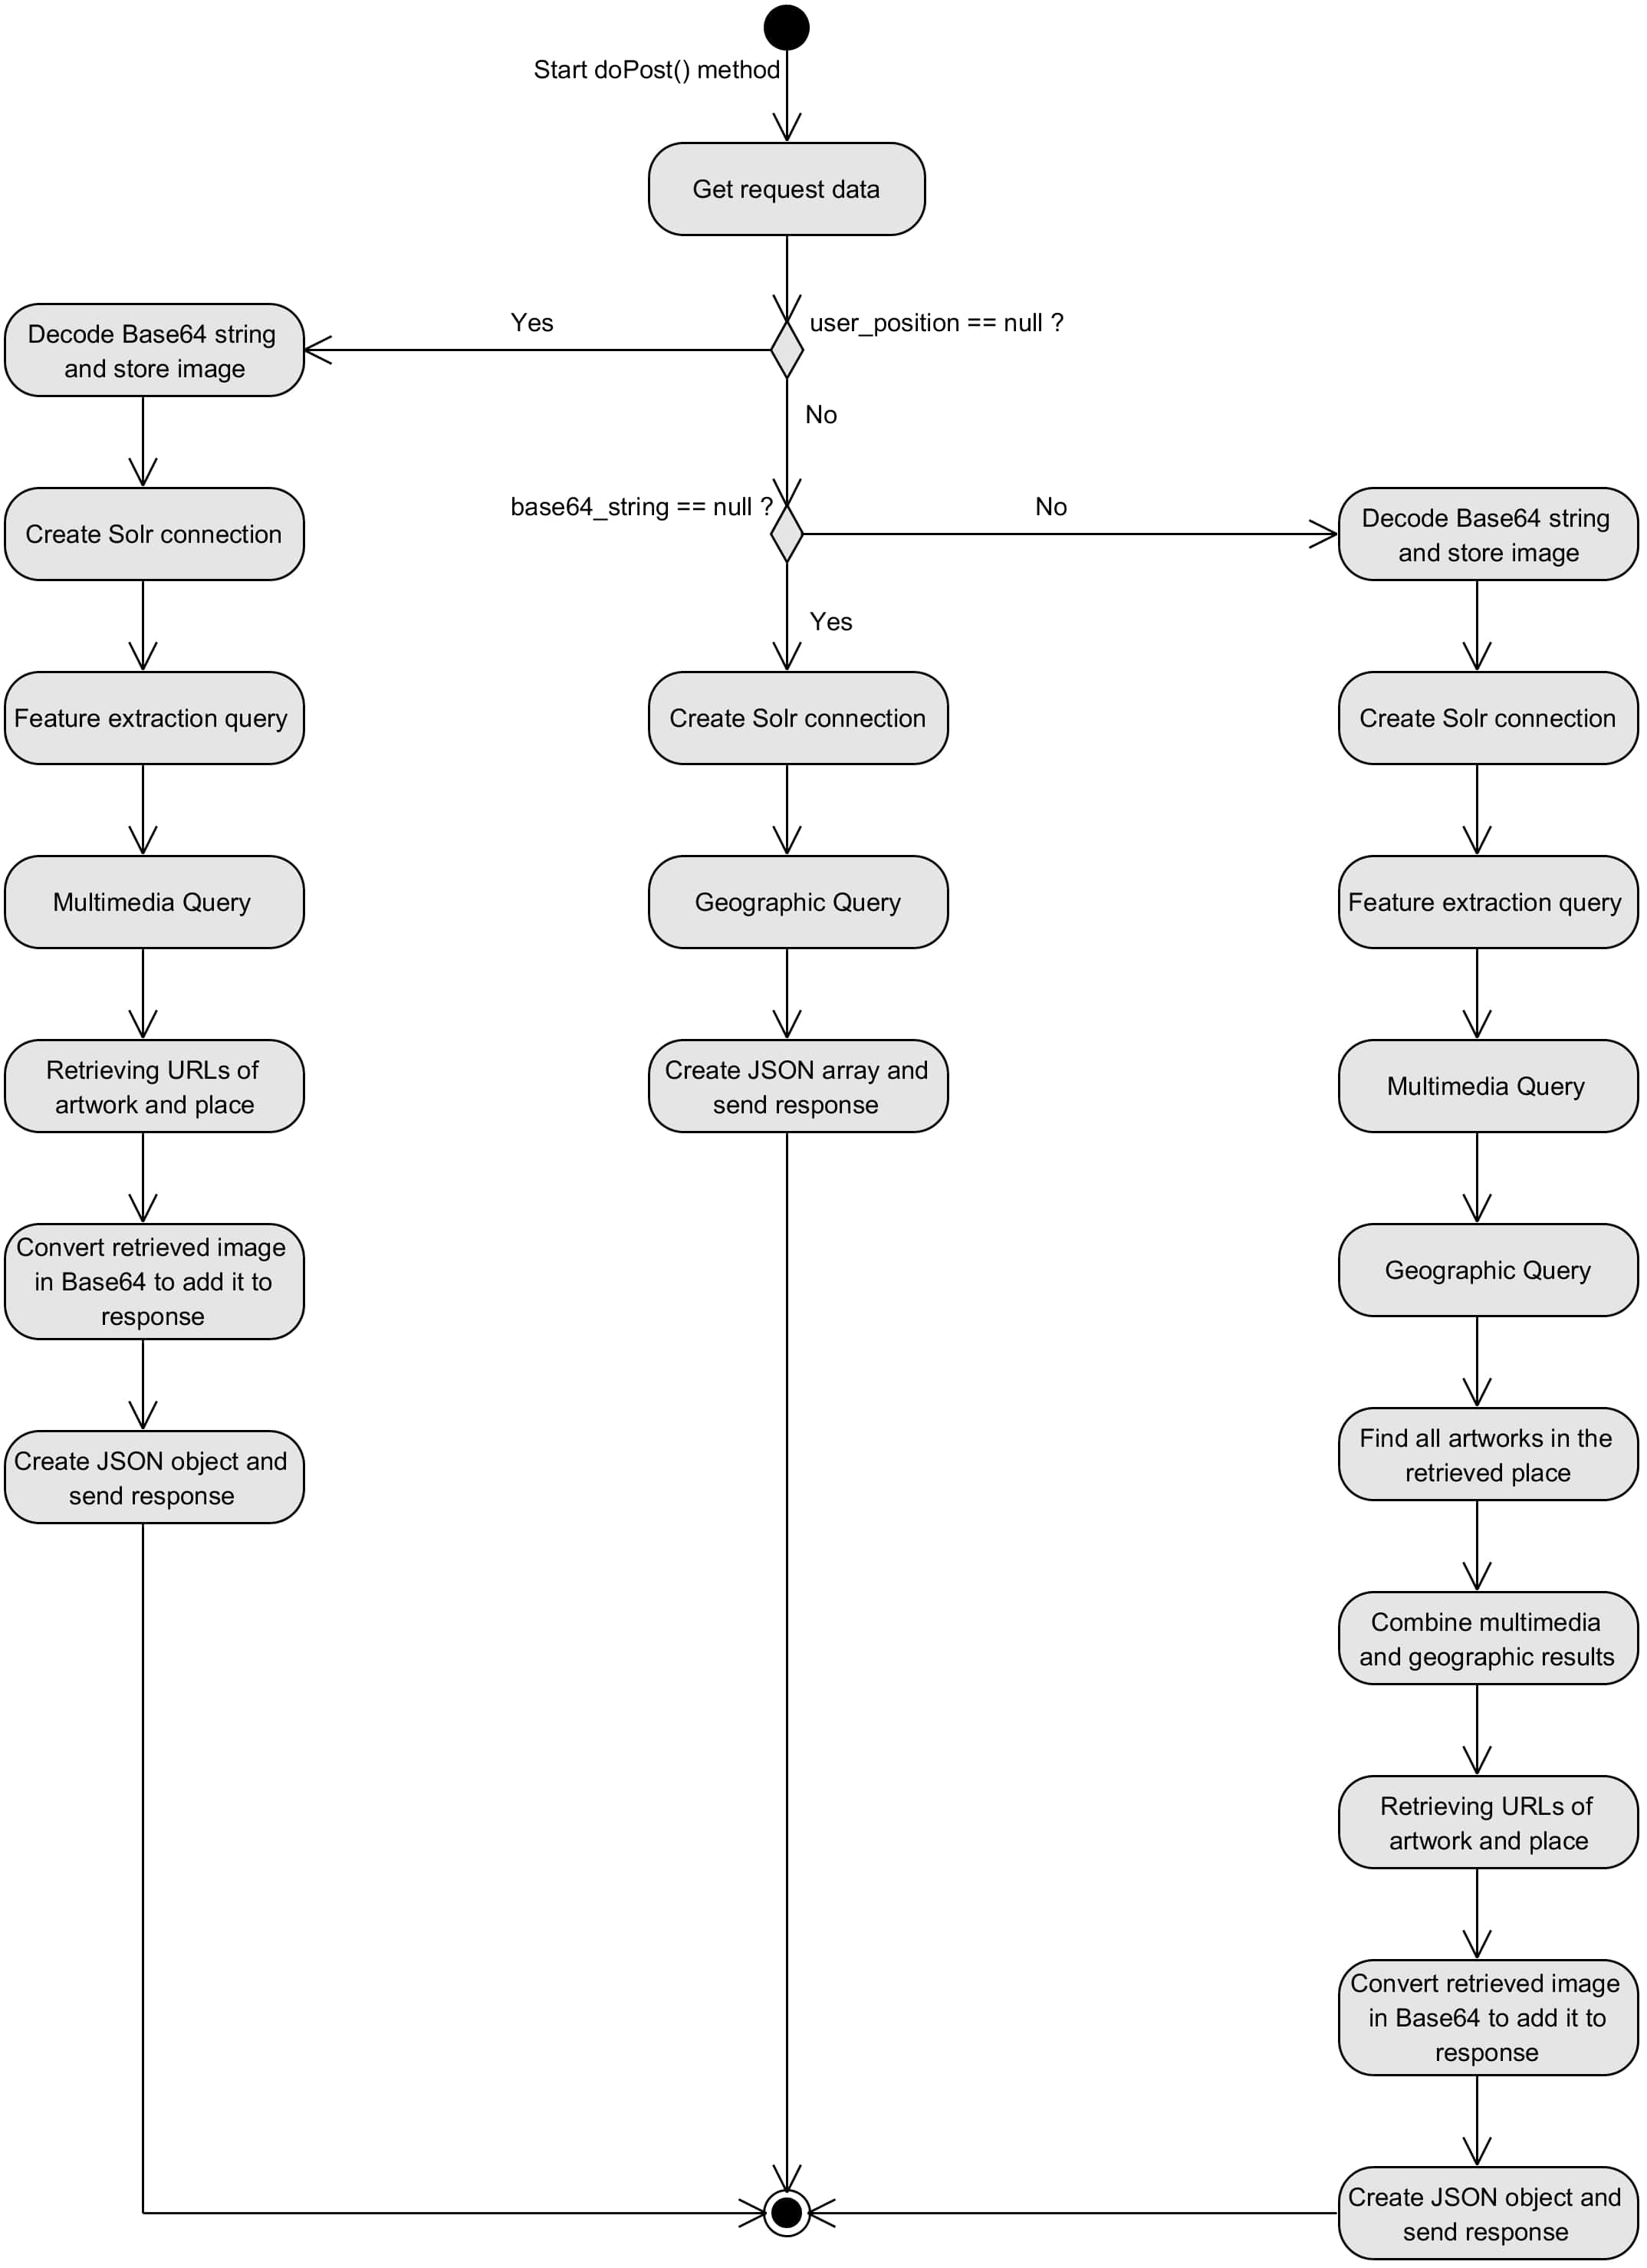 Start doPost() method
Get request data
user_position == null ?
Yes
No
Decode Base64 string
and store image
Create Solr connection
Feature extraction query
Multimedia Query
Retrieving URLs of
artwork and place
Convert retrieved image
in Base64 to add it to
response
Create JSON object and
send response
base64_string == null ?
No
Yes
Create Solr connection
Geographic Query
Create JSON array and
send response
Decode Base64 string
and store image
Create Solr connection
Feature extraction query
Multimedia Query
Geographic Query
Find all artworks in the
retrieved place
Combine multimedia
and geographic results
Retrieving URLs of
artwork and place
Convert retrieved image
in Base64 to add it to
response
Create JSON object and
send response